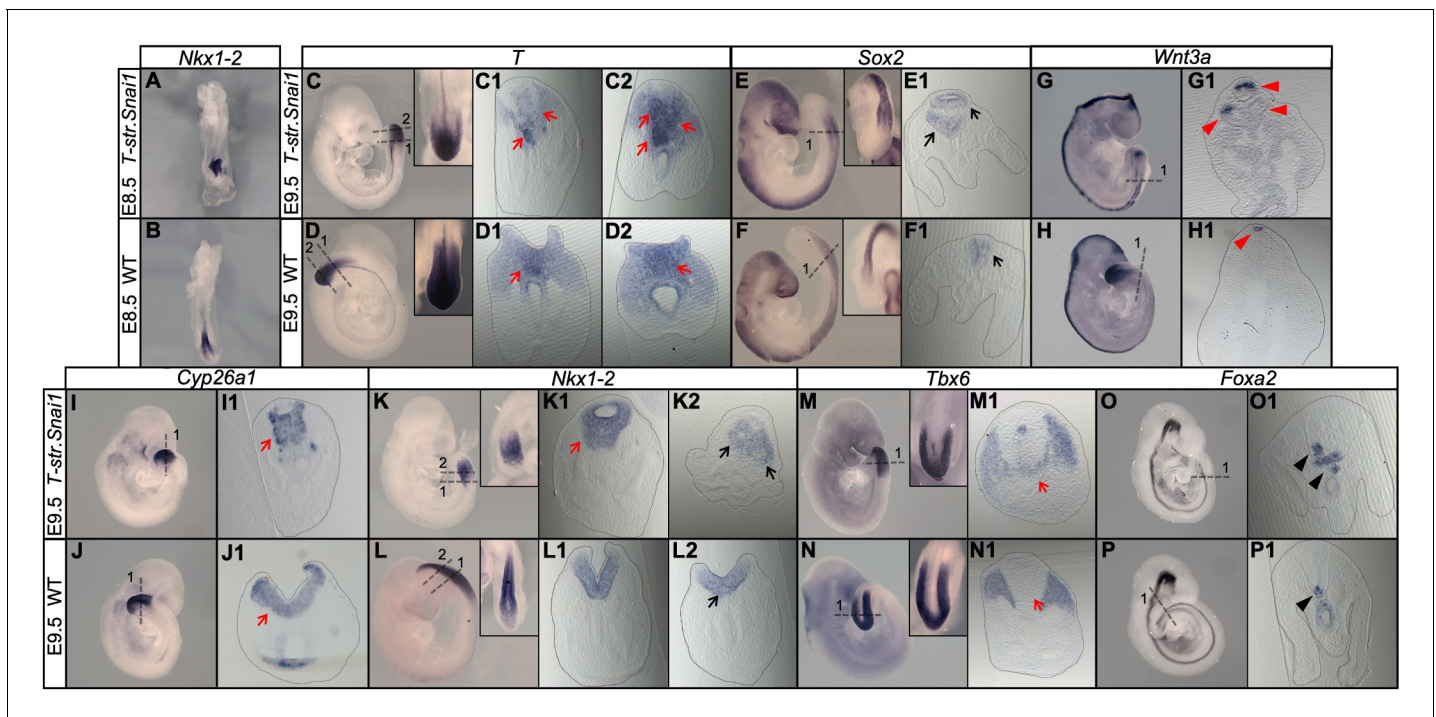 Nkx1-2 T Sox2 Wnt3a
E8.5 T-str.Snai1 E9.5 T-str.Snai1
A C C1 C2 E E1 G G1
2
1
1
1
E8.5 WT E9.5 WT
B D D1 D2 F F1 H H1
1
2
1
1
Cyp26a1 Nkx1-2 Tbx6 Foxa2
E9.5 T-str.Snai1
I I1 K K1 K2 M M1 O O1
1
2
1
1
1
E9.5 WT
J J1 L L1 L2 N N1 P P1
1
2
1
1
1